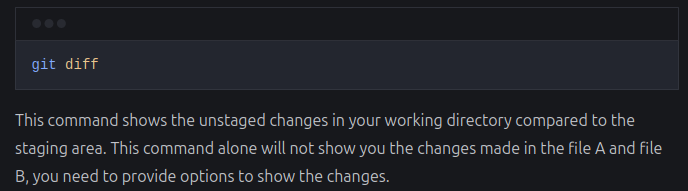 git diff
This command shows the unstaged changes in your working directory compared to the
staging area. This command alone will not show you the changes made in the file A and file
B, you need to provide options to show the changes.